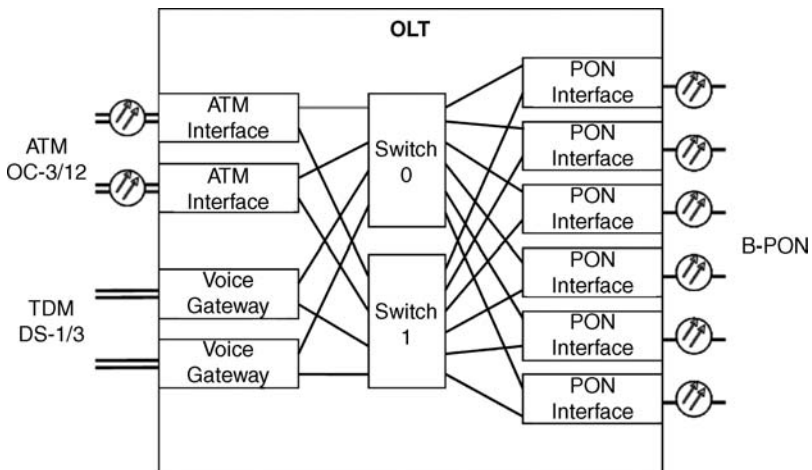 OLT
ATM
OC-3/12
TDM
DS-1/3
ATM
Interface
ATM
Interface
Voice
Gateway
Voice
Gateway
Switch
0
Switch
1
PON
Interface
PON
Interface
PON
Interface
PON
Interface
PON
Interface
PON
Interface
B-PON